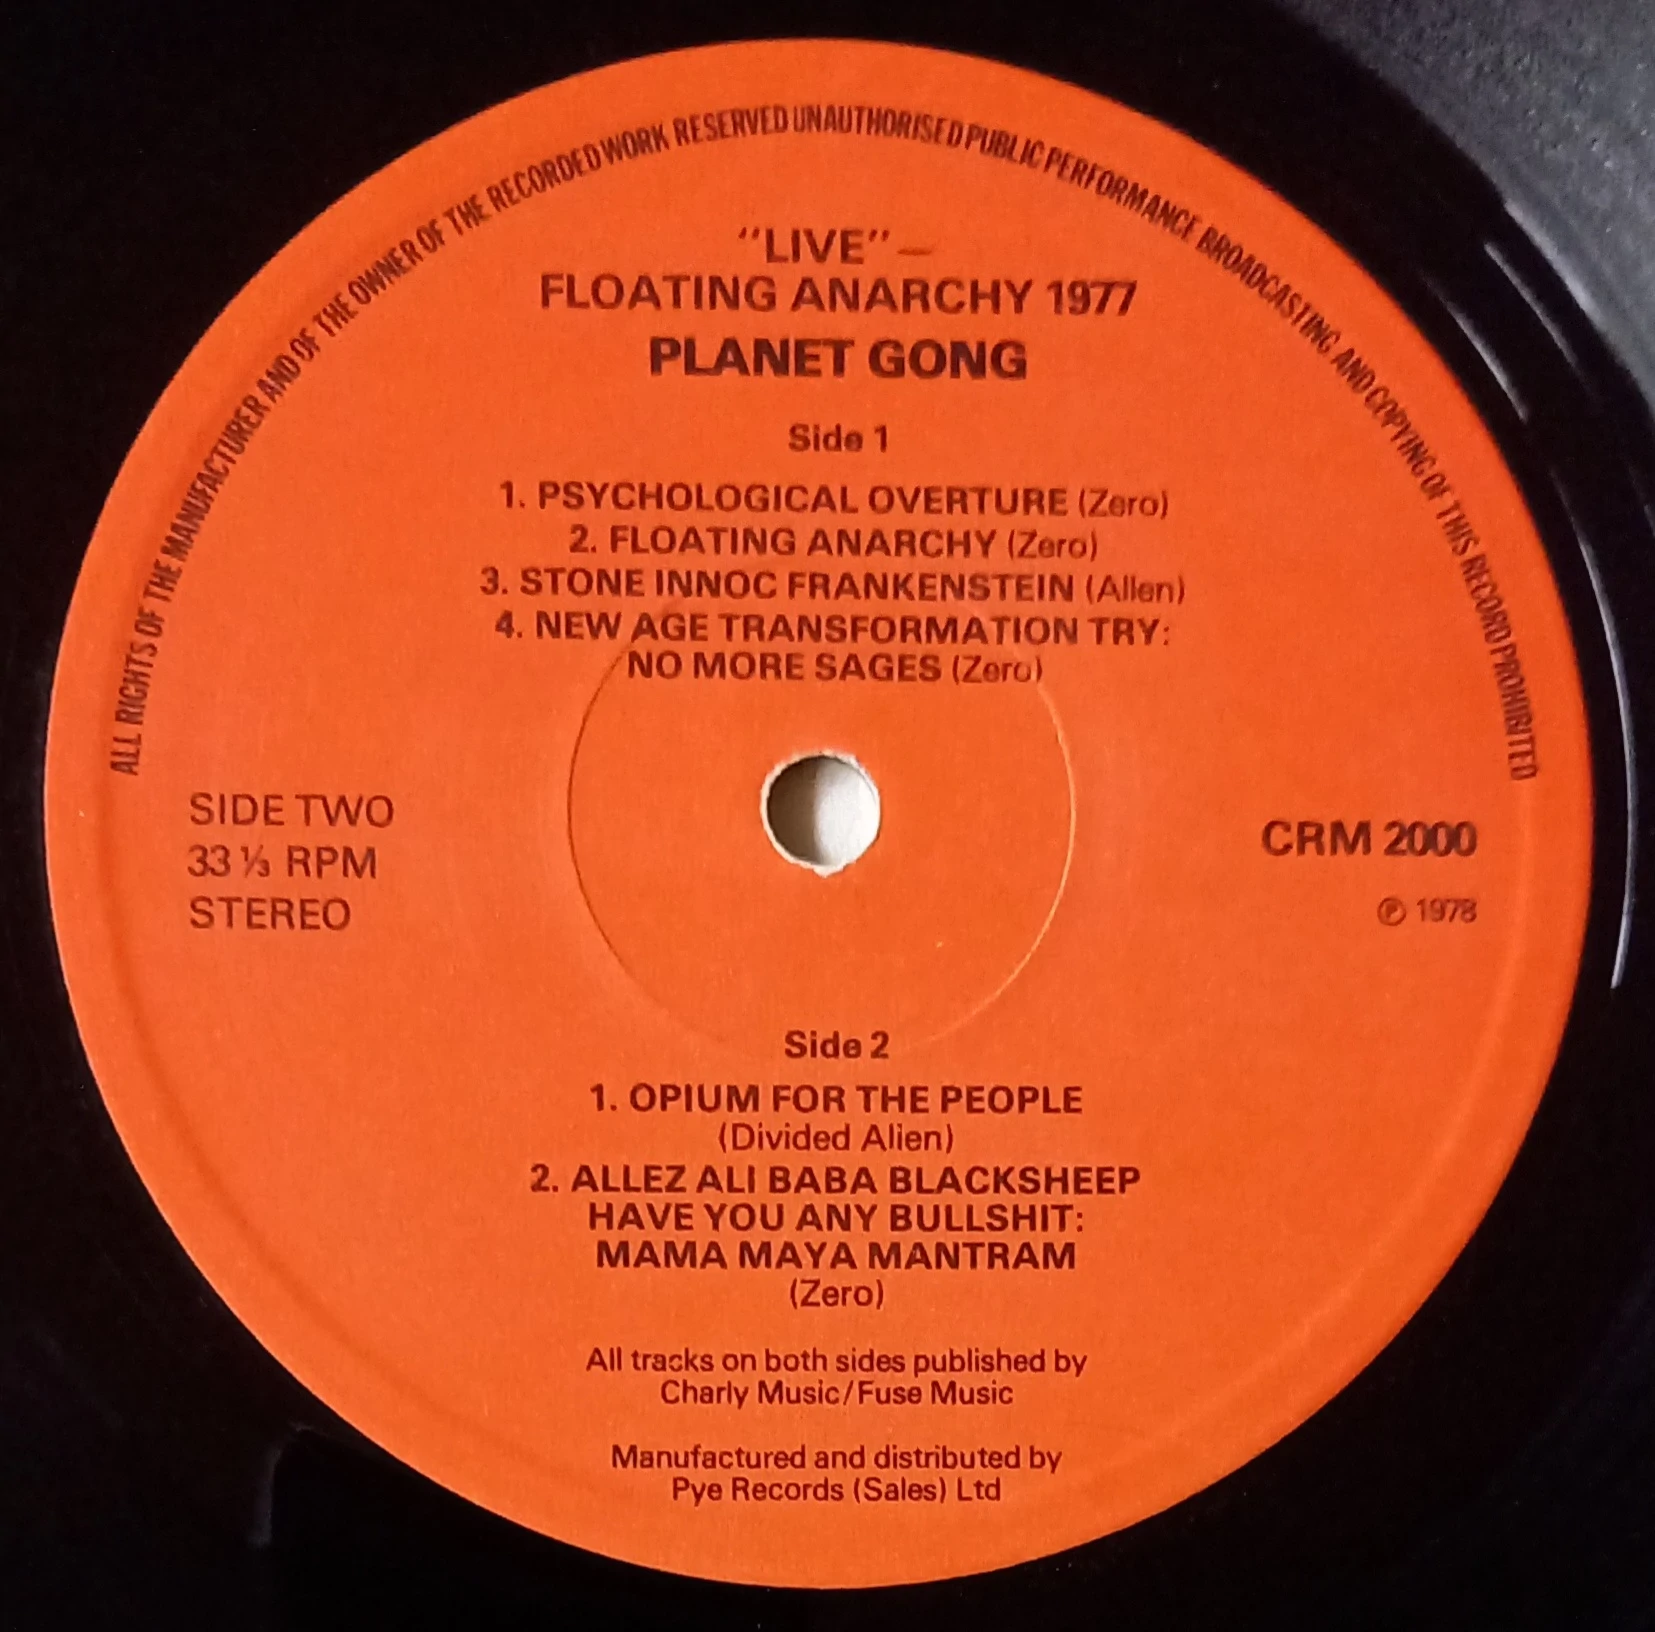 ALL RIGHTS OF THE MANUFACTURER AND OF THE OWNER OF THE RECORDED WORK RESERVED UNAUTHORISED PUBLIC PERFORMANCE BROADCASTING AND COPYING OF THIS RECORD PROHIBITED
"LIVE" –
FLOATING ANARCHY 1977
PLANET GONG
Side 1
1. PSYCHOLOGICAL OVERTURE (Zero)
2. FLOATING ANARCHY (Zero)
3. STONE INNOC FRANKENSTEIN (Allen)
4. NEW AGE TRANSFORMATION TRY:
NO MORE SAGES (Zero)
SIDE TWO
33 ⅓ RPM
STEREO
CRM 2000
℗ 1978
Side 2
1. OPIUM FOR THE PEOPLE
(Divided Alien)
2. ALLEZ ALI BABA BLACKSHEEP
HAVE YOU ANY BULLSHIT:
MAMA MAYA MANTRAM
(Zero)
All tracks on both sides published by
Charly Music/Fuse Music
Manufactured and distributed by
Pye Records (Sales) Ltd